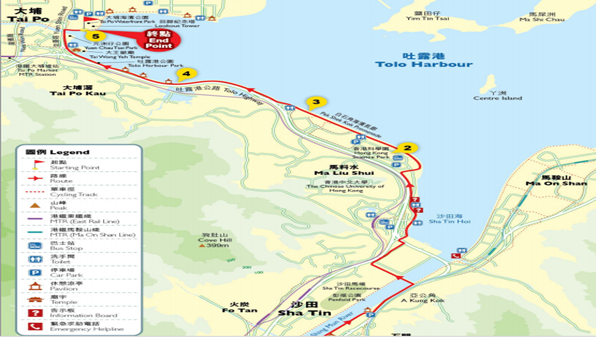 大埔
Tai Po
大埔海濱公園
Tai Po Waterfront Park
回歸紀念塔
Lookout Tower
5
終點
End Point
元洲仔公園
Yuen Chau Tsai Park
大王爺廟
Tai Wong Yeh Temple
吐露港公園
Tolo Harbour Park
港鐵大埔墟站
Tai Po Market
MTR Station
大埔滘
Tai Po Kau
4
吐露港公路 Tolo Highway
3
白石角海濱長廊
Pak Shek Kok Promenade
鹽田仔
Yim Tin Tsai
馬屎洲
Ma Shi Chau
吐露港
Tolo Harbour
丫洲
Centre Island
2
香港科學園
Hong Kong
Science Park
馬料水
Ma Liu Shui
香港中文大學
The Chinese University of
Hong Kong
馬鞍山
Ma On Shan
沙田海
Sha Tin Hoi
Cove Hill
399m
沙田馬場
Sha Tin Racecourse
彭福公園
Penfold Park
亞公角
A Kung Kok
火炭
Fo Tan
沙田
Sha Tin
Shing Mun River
圖例 Legend
起點
Starting Point
路線
Route
單車徑
Cycling Track
山峰
Peak
港鐵東鐵綫
MTR (East Rail Line)
港鐵馬鞍山綫
MTR (Ma On Shan Line)
巴士站
Bus Stop
洗手間
Toilet
停車場
Car Park
休憩涼亭
Pavilion
廟宇
Temple
告示板
Information Board
緊急求助電話
Emergency Helpline